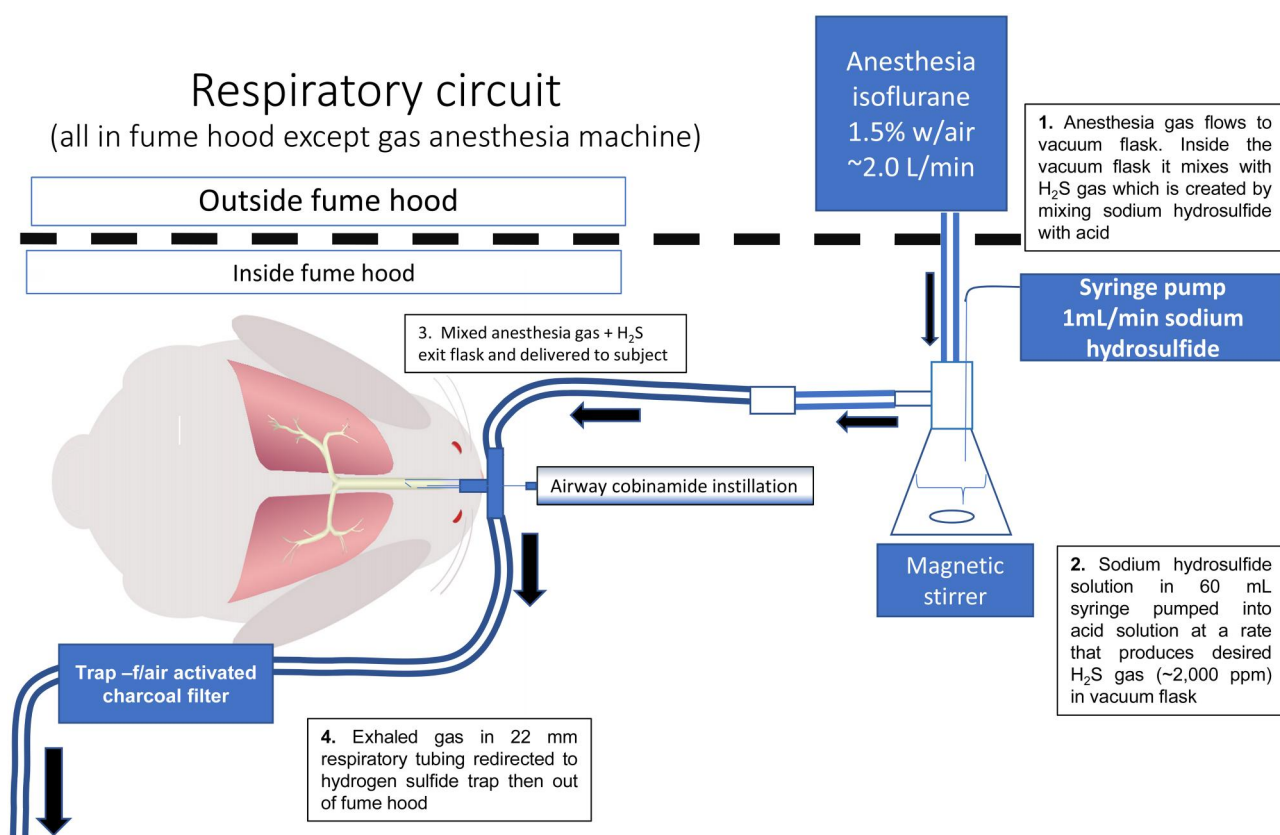 Respiratory circuit
(all in fume hood except gas anesthesia machine)
Outside fume hood
Inside fume hood
Anesthesia
isoflurane
1.5% w/air
~2.0 L/min
1. Anesthesia gas flows to
vacuum flask. Inside the
vacuum flask it mixes with
H₂S gas which is created by
mixing sodium hydrosulfide
with acid
Syringe pump
1mL/min sodium
hydrosulfide
3. Mixed anesthesia gas + H₂S
exit flask and delivered to subject
Airway cobinamide instillation
Magnetic
stirrer
2. Sodium hydrosulfide
solution in 60 mL
syringe pumped into
acid solution at a rate
that produces desired
H₂S gas (~2,000 ppm)
in vacuum flask
Trap –f/air activated
charcoal filter
4. Exhaled gas in 22 mm
respiratory tubing redirected to
hydrogen sulfide trap then out
of fume hood